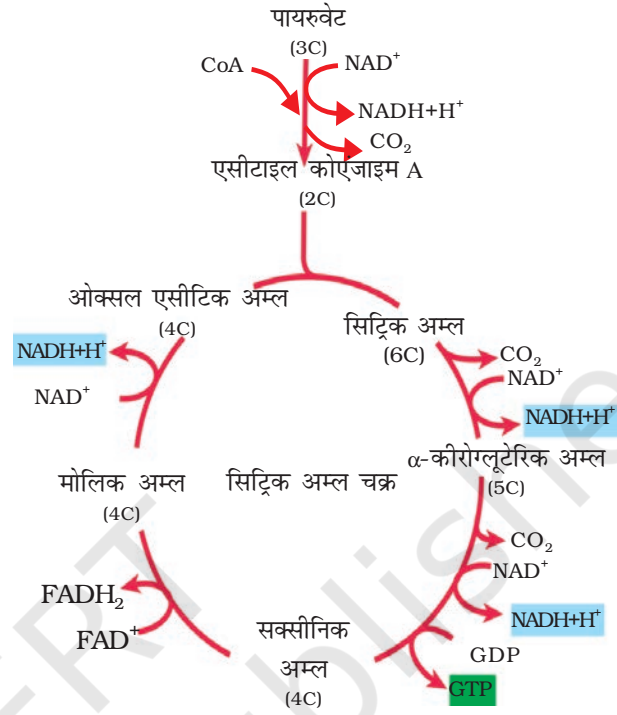 पायरुवेट
(3C)
CoA
NAD⁺
NADH+H⁺
CO₂
एसीटाइल कोएंजाइम A
(2C)
ओक्सल एसीटिक अम्ल
(4C)
सिट्रिक अम्ल
(6C)
NADH+H⁺
NAD⁺
CO₂
NAD⁺
NADH+H⁺
α-कीरोग्लूटेरिक अम्ल
(5C)
मोलिक अम्ल
(4C)
सिट्रिक अम्ल चक्र
CO₂
NAD⁺
NADH+H⁺
FADH₂
FAD⁺
सक्सीनिक
अम्ल
(4C)
GDP
GTP